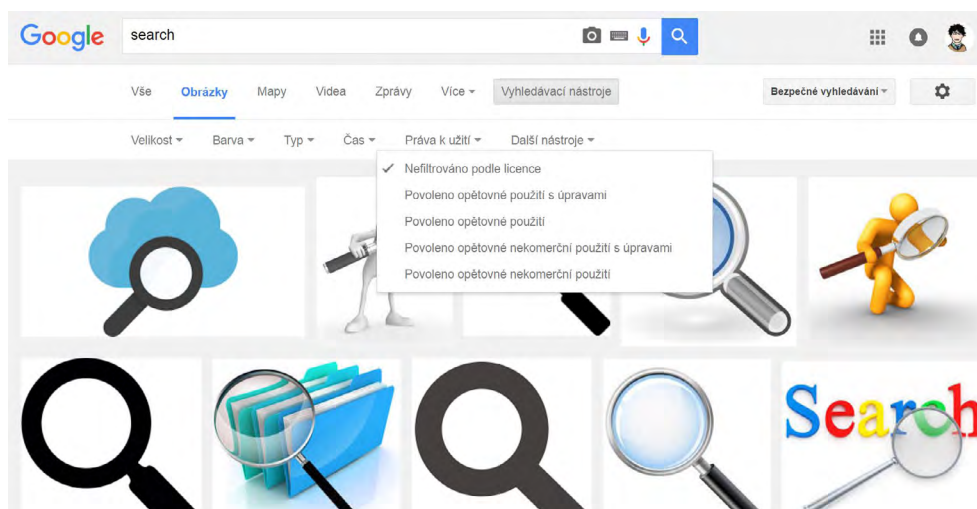 Google search
Vše Obrázky Mapy Videa Zprávy Více Vyhledávací nástroje Bezpečné vyhledávání
Velikost Barva Typ Čas Práva k užití Další nástroje
Nefiltrováno podle licence
Povoleno opětovné použití s úpravami
Povoleno opětovné použití
Povoleno opětovné nekomerční použití s úpravami
Povoleno opětovné nekomerční použití
Search